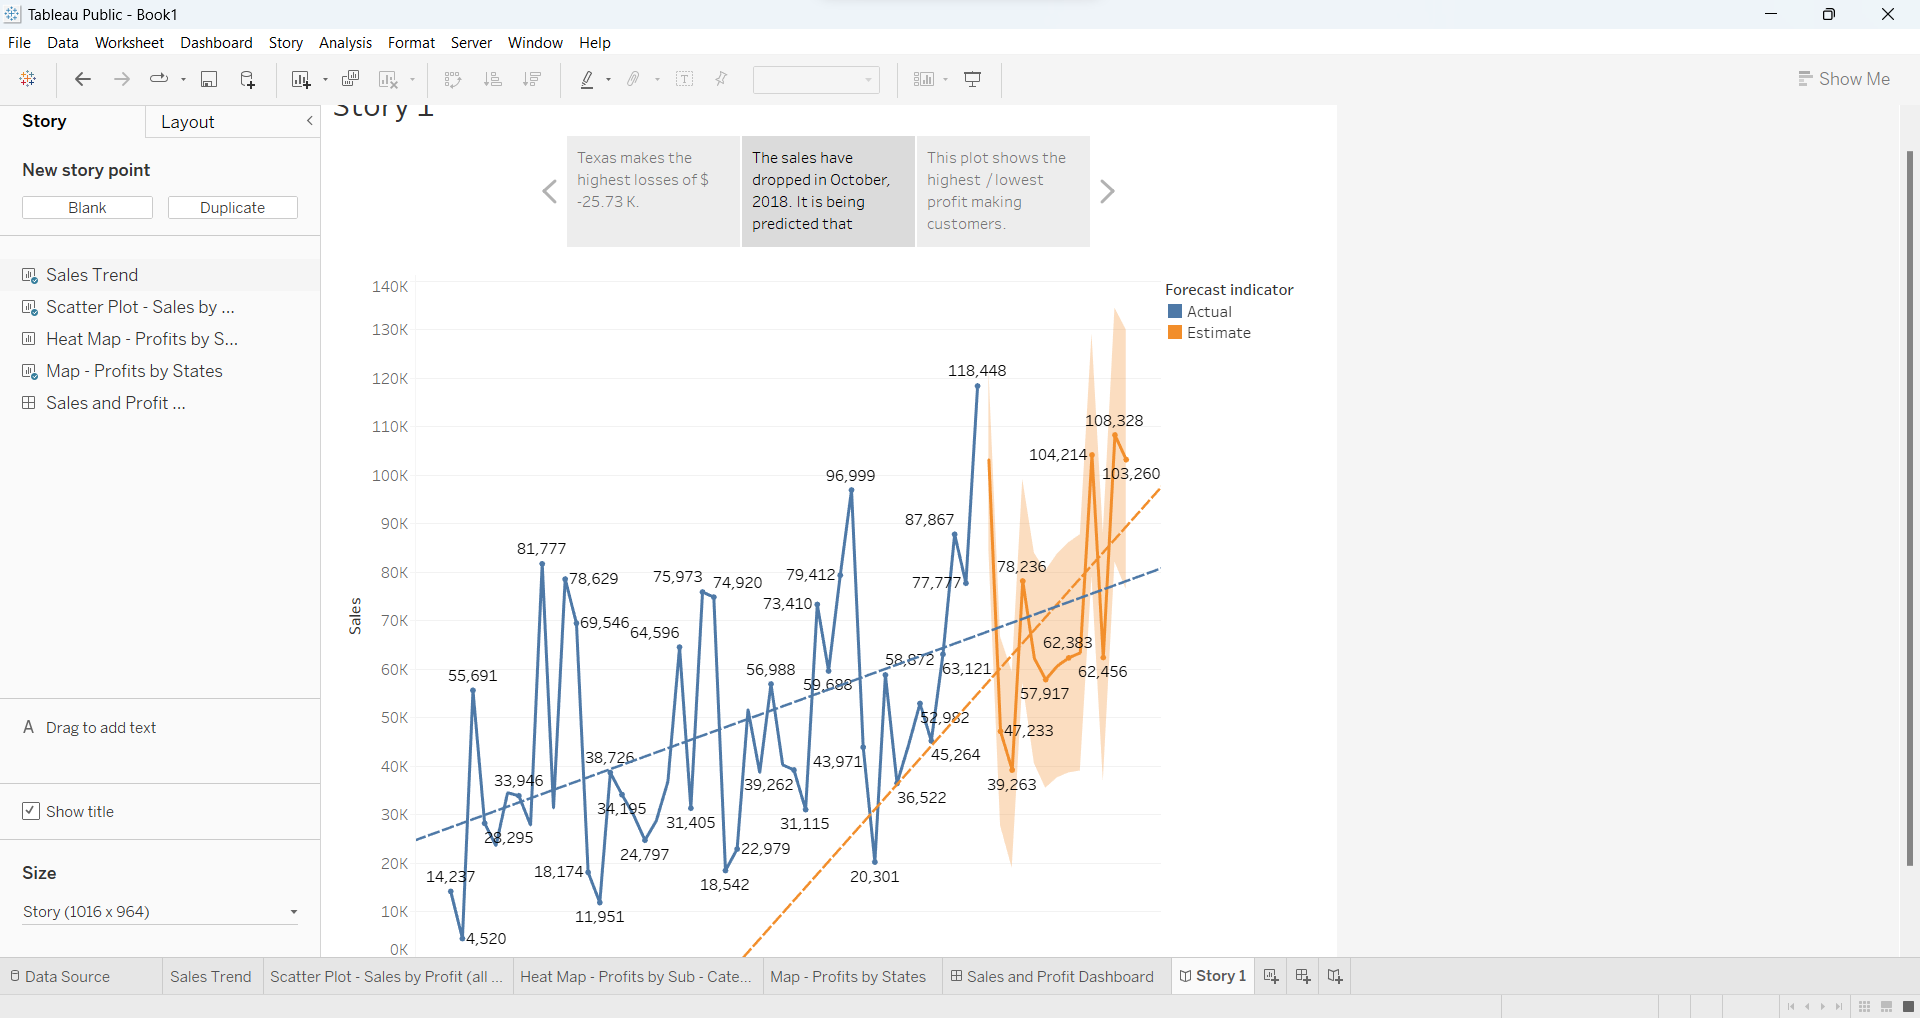 Tableau Public - Book1
File Data Worksheet Dashboard Story Analysis Format Server Window Help
Show Me
Story
Layout
New story point
Blank
Duplicate
Sales Trend
Scatter Plot - Sales by ...
Heat Map - Profits by S...
Map - Profits by States
Sales and Profit ...
A Drag to add text
Show title
Size
Story (1016 x 964)
Story 1
Texas makes the
highest losses of $
-25.73 K.
The sales have
dropped in October,
2018. It is being
predicted that
This plot shows the
highest / lowest
profit making
customers.
Forecast indicator
Actual
Estimate
Sales
140K
130K
120K
110K
100K
90K
80K
70K
60K
50K
40K
30K
20K
10K
0K
118,448
108,328
104,214
103,260
96,999
87,867
81,777
78,629
75,973
74,920
79,412
77,777
78,236
73,410
69,546
64,596
62,383
55,691
56,988
59,688
58,872
63,121
62,456
57,917
52,982
47,233
38,726
43,971
45,264
33,946
39,262
39,263
34,195
36,522
28,295
31,405
31,115
24,797
22,979
14,237
18,174
18,542
20,301
11,951
4,520
Data Source
Sales Trend
Scatter Plot - Sales by Profit (all ...
Heat Map - Profits by Sub - Cate...
Map - Profits by States
Sales and Profit Dashboard
Story 1